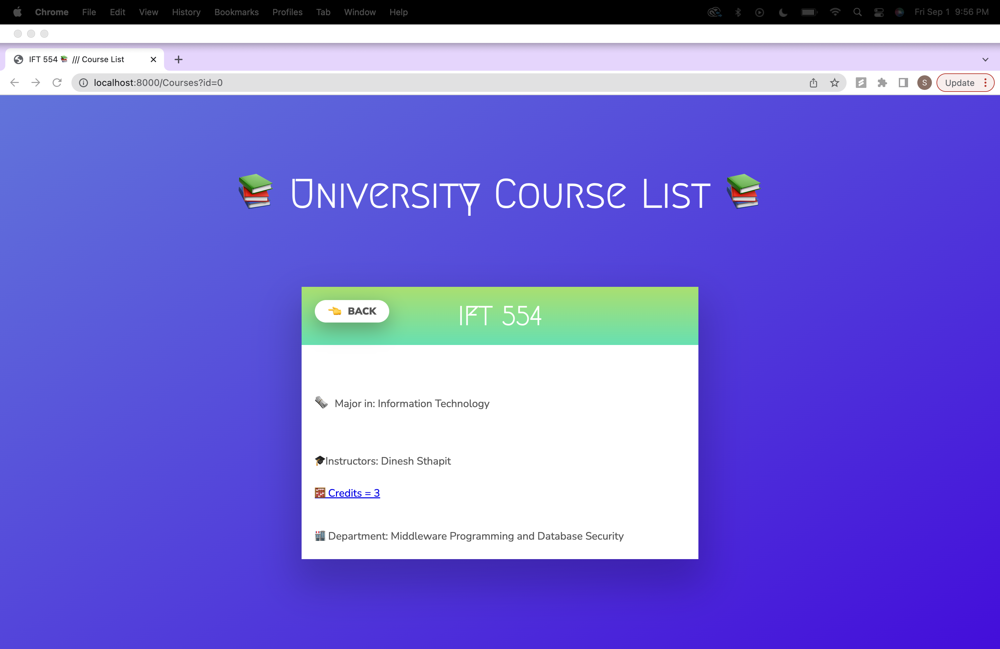 Chrome File Edit View History Bookmarks Profiles Tab Window Help Fri Sep 1 9:56 PM
IFT 554 📚 /// Course List
localhost:8000/Courses?id=0 S Update
📚 University Course List 📚
👈 BACK IFT 554
🗞 Major in: Information Technology
🎓Instructors: Dinesh Sthapit
🧮 Credits = 3
🏬 Department: Middleware Programming and Database Security